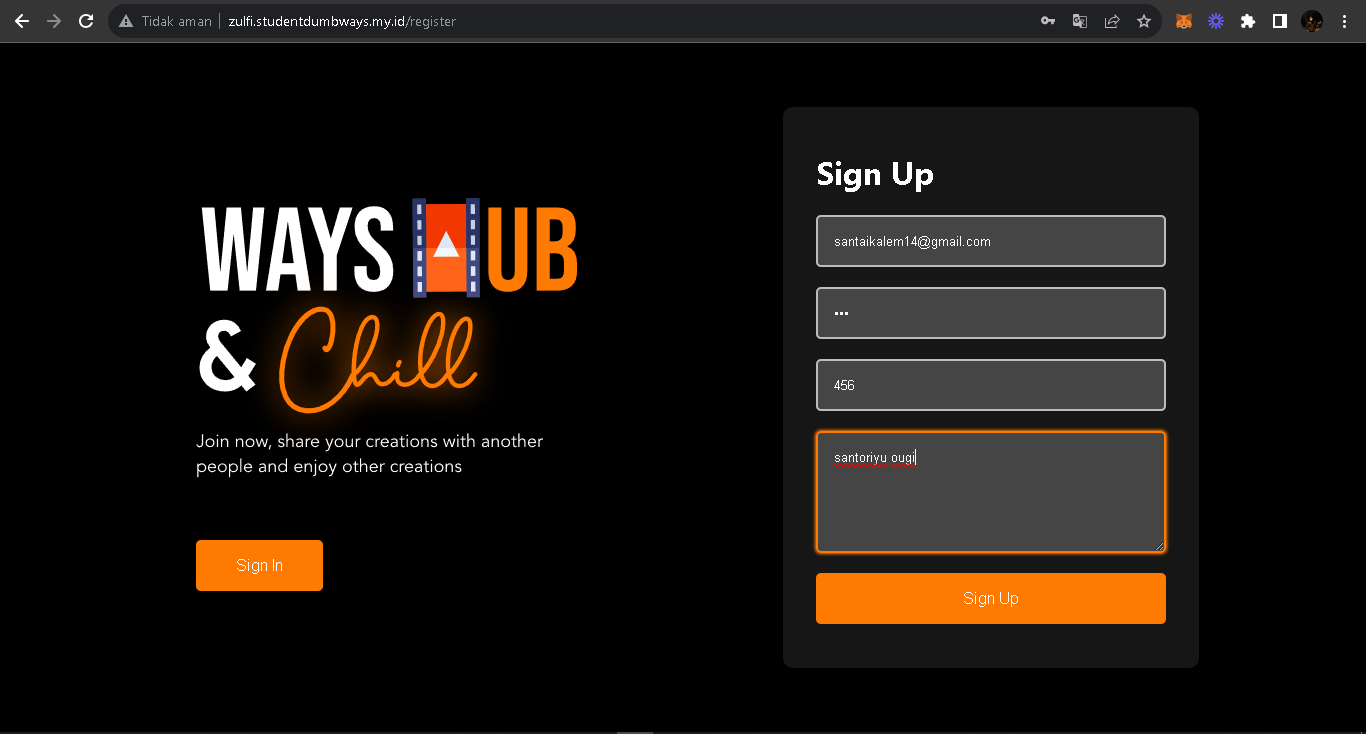 Tidak aman | zulfi.studentdumbways.my.id/register
WAYS HUB
& Chill
Join now, share your creations with another
people and enjoy other creations
Sign In
Sign Up
santaikalem14@gmail.com
•••
456
santoriyu ougi
Sign Up